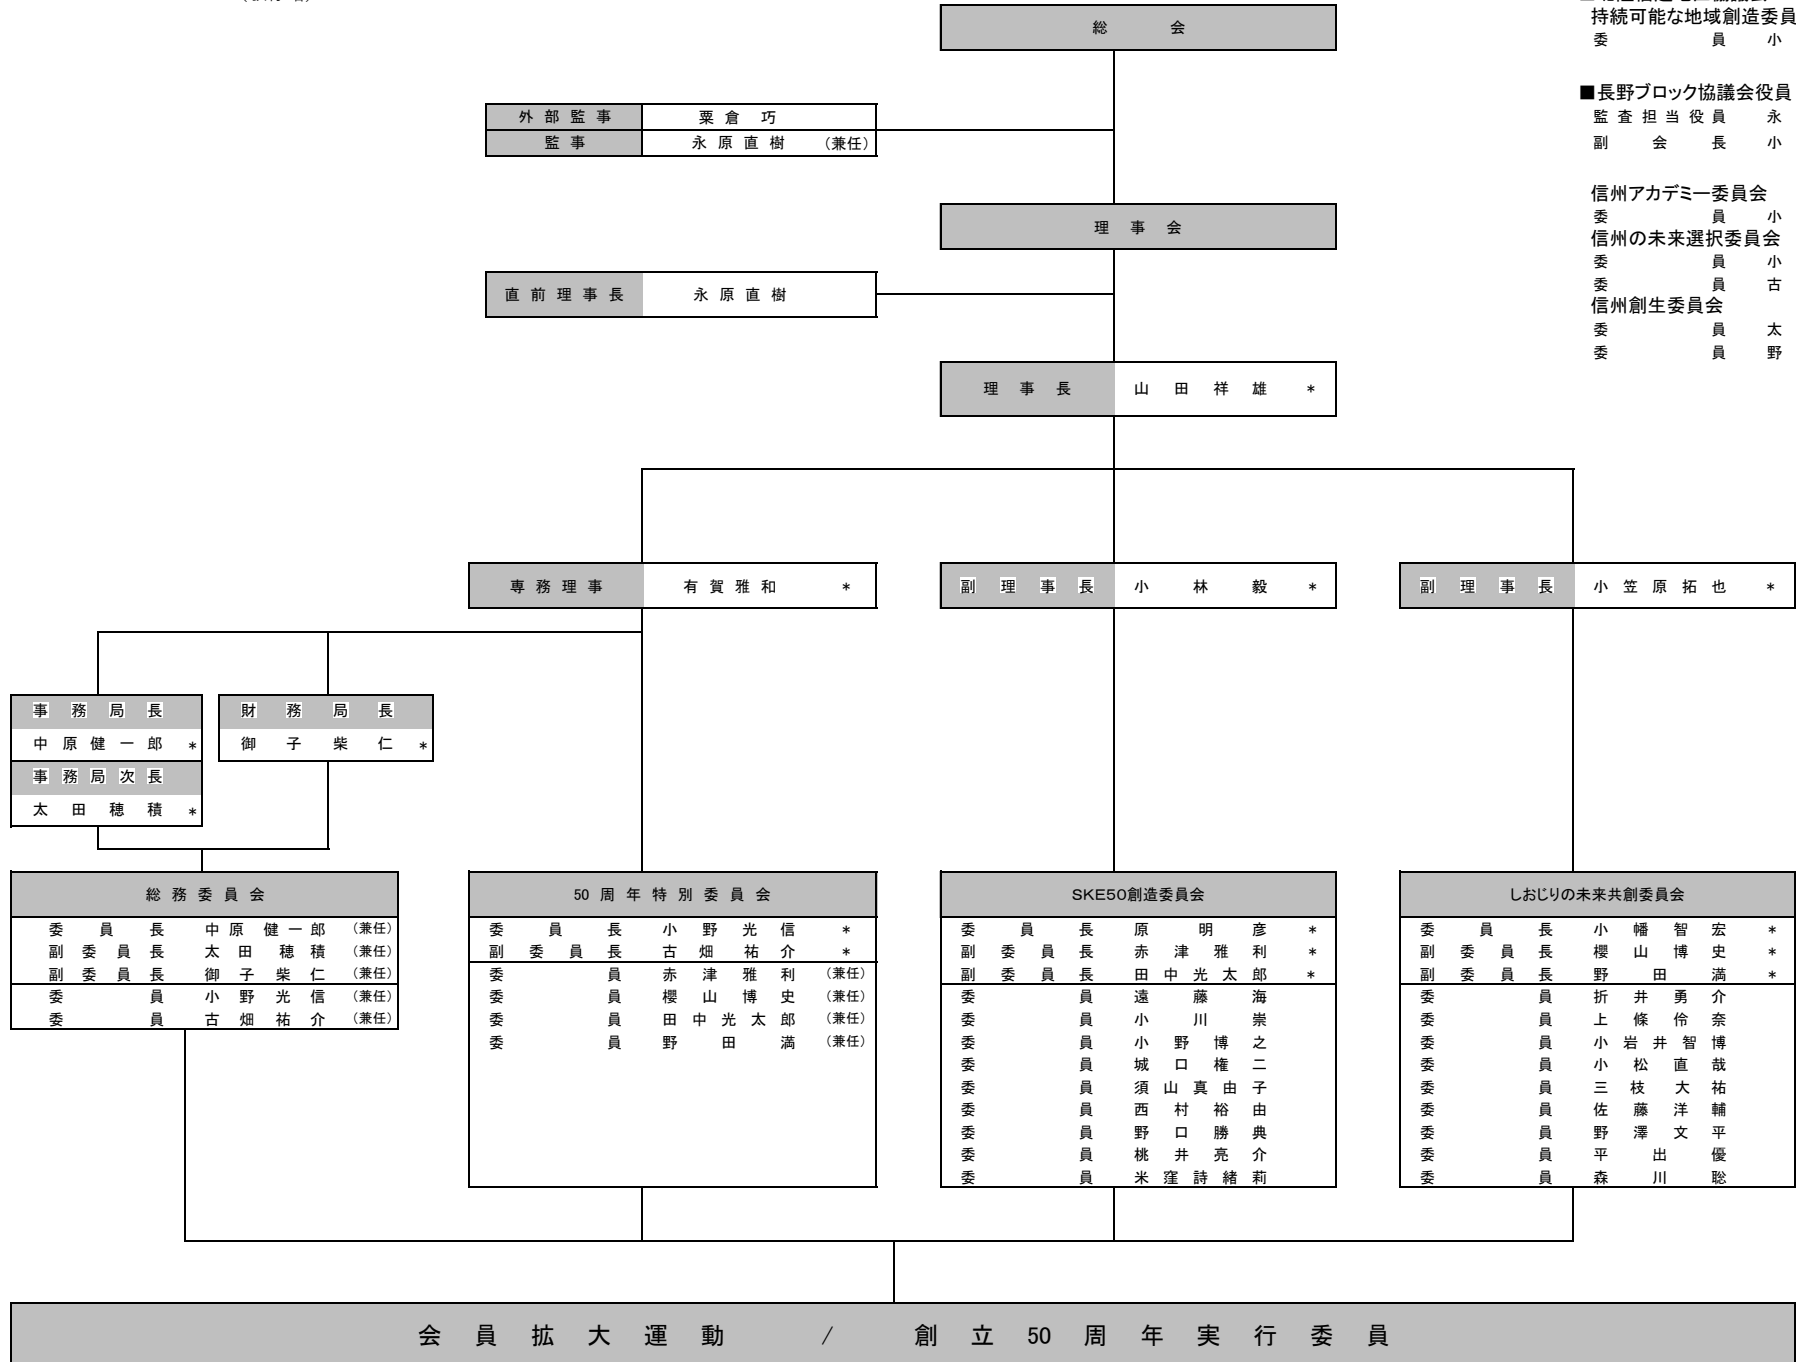 総会
外部監事 粟倉 巧
監事 永原直樹 (兼任)
理事会
直前理事長 永原直樹
理事長 山田祥雄 *
専務理事 有賀雅和 *
副理事長 小林毅 *
副理事長 小笠原拓也 *
事務局長
中原健一郎 *
事務局次長
太田穂積 *
財務局長
御子柴仁 *
総務委員会
委員長 中原健一郎 (兼任)
副委員長 太田穂積 (兼任)
副委員長 御子柴仁 (兼任)
委員 小野光信 (兼任)
委員 古畑祐介 (兼任)
50周年特別委員会
委員長 小野光信 *
副委員長 古畑祐介 *
委員 赤津雅利 (兼任)
委員 櫻山博史 (兼任)
委員 田中光太郎 (兼任)
委員 野田満 (兼任)
SKE50創造委員会
委員長 原明彦 *
副委員長 赤津雅利 *
副委員長 田中光太郎 *
委員 遠藤海
委員 小川崇
委員 小野博之
委員 城口権二
委員 須山真由子
委員 西村裕由
委員 野口勝典
委員 桃井亮介
委員 米窪詩緒莉
しおじりの未来共創委員会
委員長 小幡智宏 *
副委員長 櫻山博史 *
副委員長 野田満 *
委員 折井勇介
委員 上條伶奈
委員 小岩井智博
委員 小松直哉
委員 三枝大祐
委員 佐藤洋輔
委員 野澤文平
委員 平出優
委員 森川聡
会員拡大運動 / 創立50周年実行委員
持続可能な地域創造委員
委員 小
■長野ブロック協議会役員
監査担当役員 永
副会長 小
信州アカデミー委員会
委員 小
信州の未来選択委員会
委員 小
委員 古
信州創生委員会
委員 太
委員 野